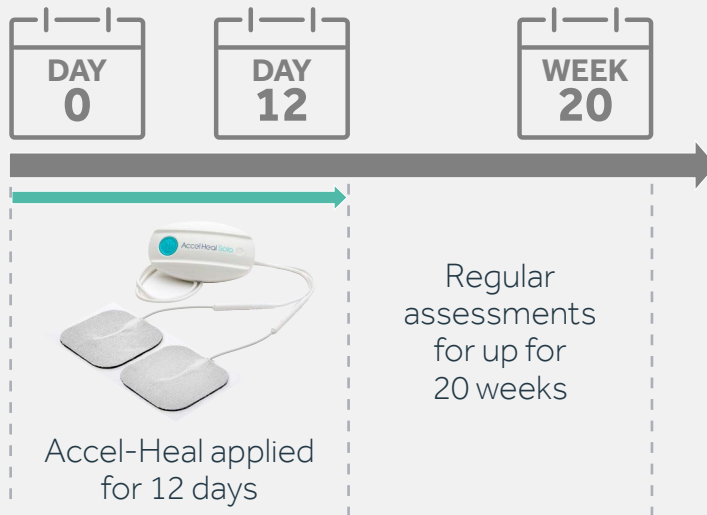 DAY
0
DAY
12
WEEK
20
Accel-Heal Solo
Regular
assessments
for up for
20 weeks
Accel-Heal applied
for 12 days